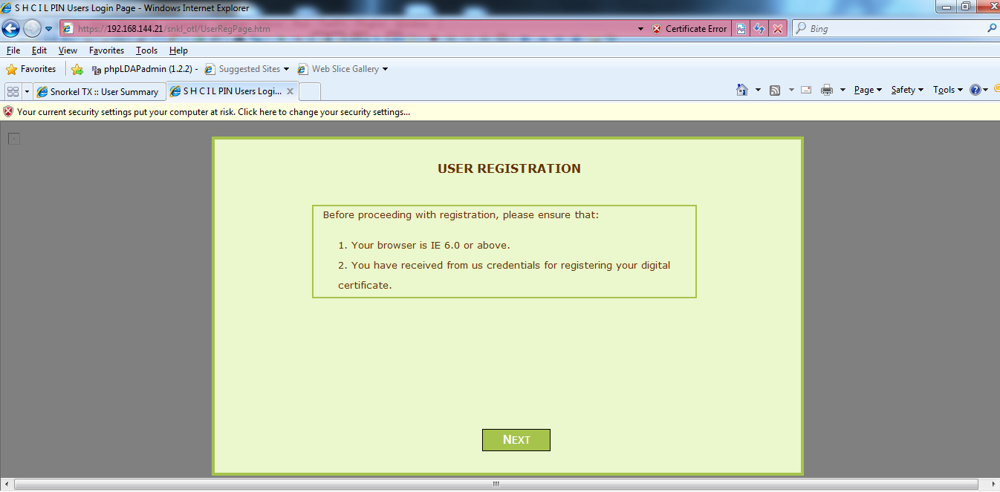 S H C I L PIN Users Login Page - Windows Internet Explorer
https://192.168.144.21/snkl_otl/UserRegPage.htm
Certificate Error
Bing
File Edit View Favorites Tools Help
Favorites
phpLDAPadmin (1.2.2) -
Suggested Sites
Web Slice Gallery
Snorkel TX :: User Summary
S H C I L PIN Users Logi...
Page Safety Tools
Your current security settings put your computer at risk. Click here to change your security settings...
USER REGISTRATION
Before proceeding with registration, please ensure that:
1. Your browser is IE 6.0 or above.
2. You have received from us credentials for registering your digital
certificate.
NEXT